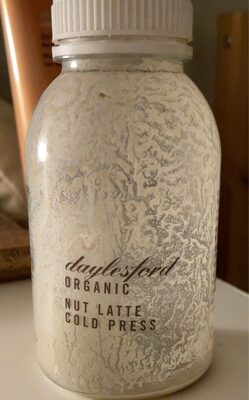 daylesford
ORGANIC
NUT LATTE
COLD PRESS